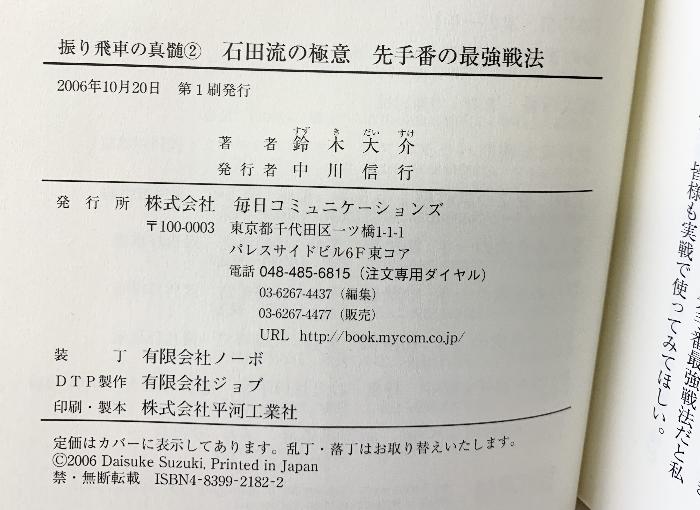 振り飛車の真髄② 石田流の極意 先手番の最強戦法
2006年10月20日 第1刷発行
すず き だい すけ
著者 鈴木大介
発行者 中川信行
発行所 株式会社 毎日コミュニケーションズ
〒100-0003 東京都千代田区一ツ橋1-1-1
パレスサイドビル6F東コア
電話 048-485-6815(注文専用ダイヤル)
03-6267-4437(編集)
03-6267-4477(販売)
URL http://book.mycom.co.jp/
装丁 有限会社ノーボ
DTP製作 有限会社ジョブ
印刷・製本 株式会社平河工業社
定価はカバーに表示してあります。乱丁・落丁はお取り替えいたします。
©2006 Daisuke Suzuki, Printed in Japan
禁・無断転載 ISBN4-8399-2182-2
番最強戦法だと私
皆様も実戦で使ってみてほしい。